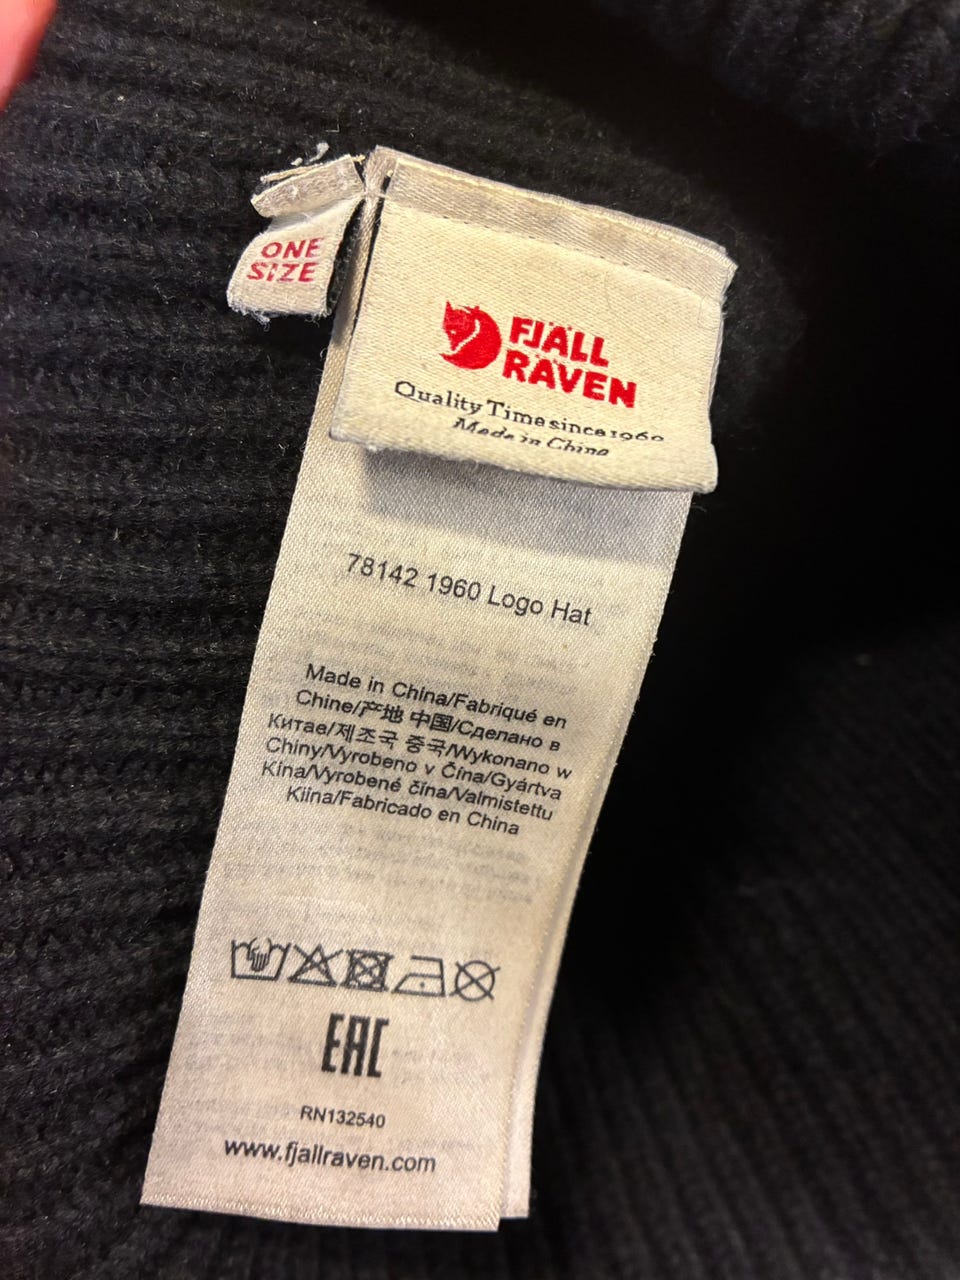 ONE
SIZE
FJÄLL
RÄVEN
Quality Time since 1960
Made in China
78142 1960 Logo Hat
Made in China/Fabriqué en
Chine/产地 中国/Сделано в
Китае/제조국 중국/Wykonano w
Chiny/Vyrobeno v Čína/Gyártva
Kína/Vyrobené čína/Valmistettu
Kiina/Fabricado en China
EAC
RN132540
www.fjallraven.com